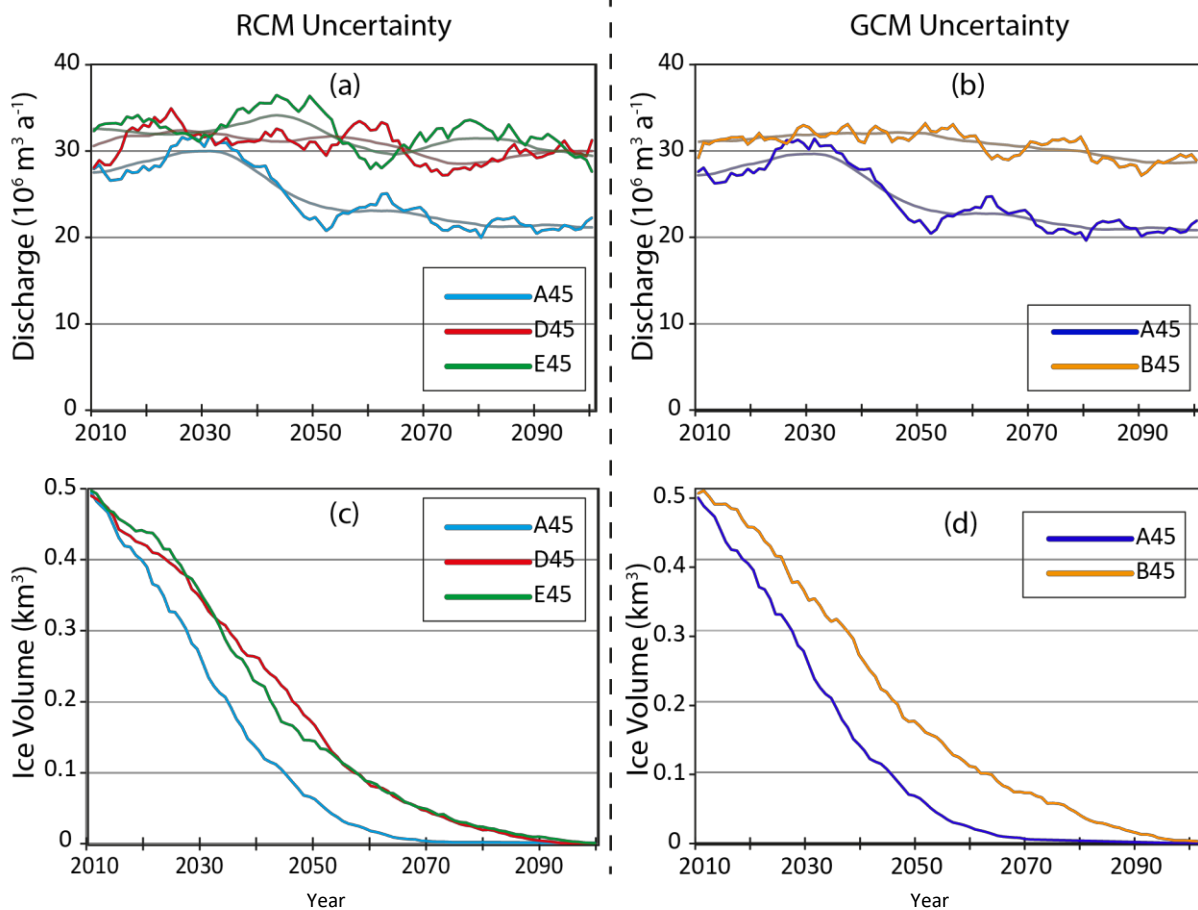 RCM Uncertainty
GCM Uncertainty
(a)
Discharge (10⁶ m³ a⁻¹)
40
30
20
10
0
A45
D45
E45
2010 2030 2050 2070 2090
(b)
Discharge (10⁶ m³ a⁻¹)
40
30
20
10
0
A45
B45
2010 2030 2050 2070 2090
(c)
Ice Volume (km³)
0.5
0.4
0.3
0.2
0.1
0
A45
D45
E45
2010 2030 2050 2070 2090
Year
(d)
Ice Volume (km³)
0.5
0.4
0.3
0.2
0.1
0
A45
B45
2010 2030 2050 2070 2090
Year